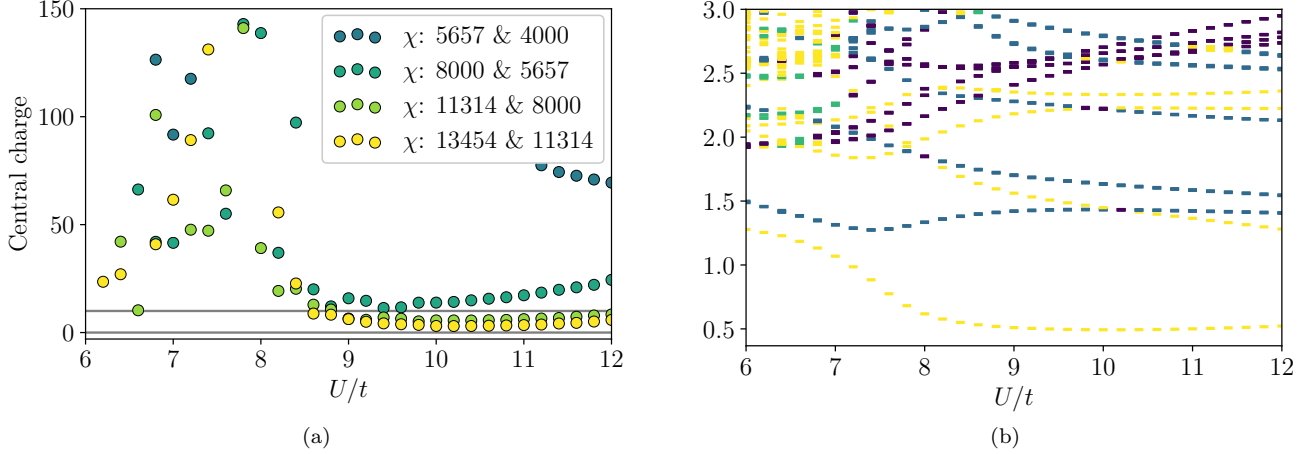 150
100
50
0
Central charge
6
7
8
9
10
11
12
U/t
χ: 5657 & 4000
χ: 8000 & 5657
χ: 11314 & 8000
χ: 13454 & 11314
(a)
3.0
2.5
2.0
1.5
1.0
0.5
6
7
8
9
10
11
12
U/t
(b)